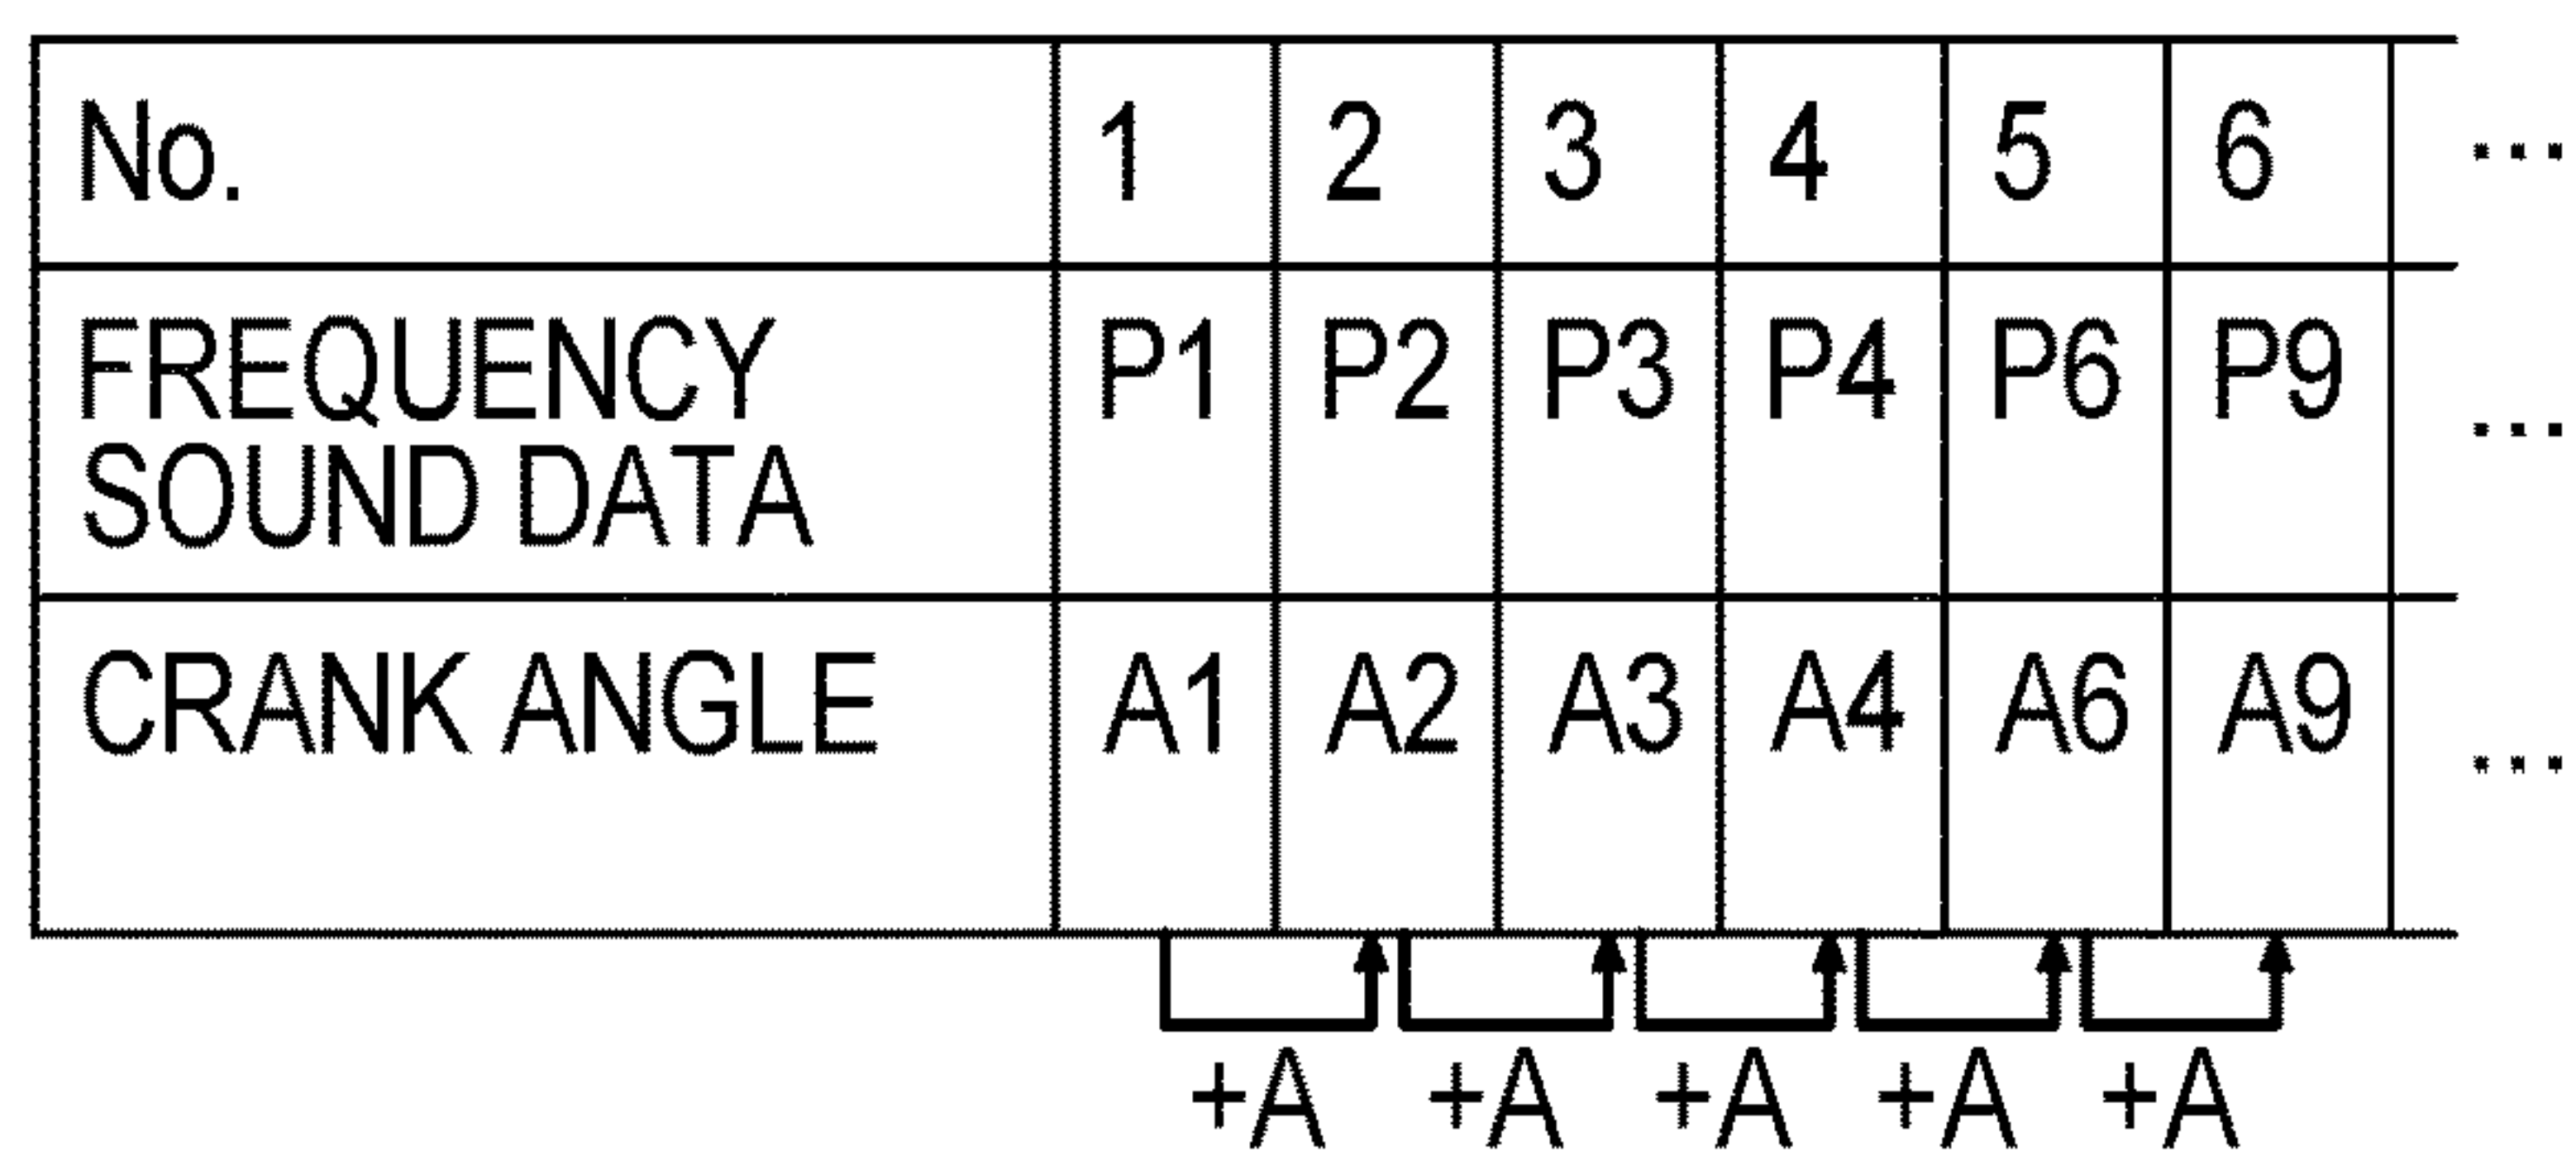 No. 1 2 3 4 5 6 ...
FREQUENCY P1 P2 P3 P4 P6 P9 ...
SOUND DATA
CRANK ANGLE A1 A2 A3 A4 A6 A9 ...
+A +A +A +A +A